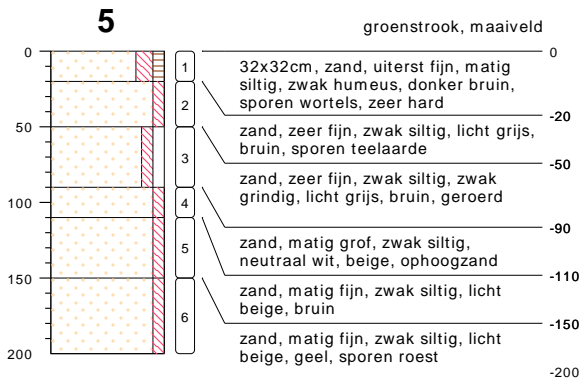 5
groenstrook, maaiveld
0
0
1
32x32cm, zand, uiterst fijn, matig
siltig, zwak humeus, donker bruin,
sporen wortels, zeer hard
-20
2
zand, zeer fijn, zwak siltig, licht grijs,
bruin, sporen teelaarde
50
-50
3
zand, zeer fijn, zwak siltig, zwak
grindig, licht grijs, bruin, geroerd
-90
100
4
zand, matig grof, zwak siltig,
neutraal wit, beige, ophoogzand
-110
5
zand, matig fijn, zwak siltig, licht
beige, bruin
150
-150
6
zand, matig fijn, zwak siltig, licht
beige, geel, sporen roest
200
-200